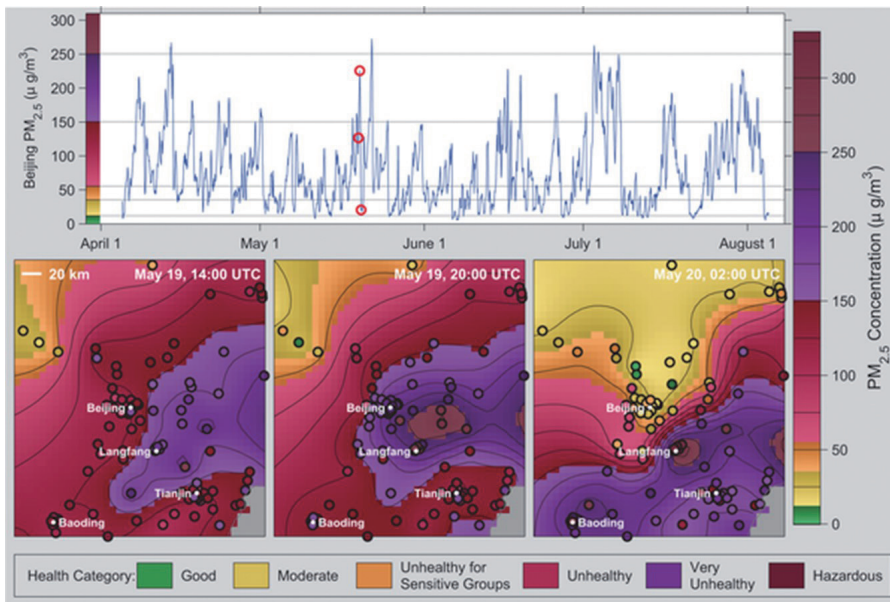 300
250
200
150
100
50
0
Beijing PM2.5 (μ g/m³)
April 1
May 1
June 1
July 1
August 1
300
250
200
150
100
50
0
PM2.5 Concentration (μ g/m³)
20 km
May 19, 14:00 UTC
Beijing
Langfang
Tianjin
Baoding
May 19, 20:00 UTC
Beijing
Langfang
Tianjin
Baoding
May 20, 02:00 UTC
Beijing
Langfang
Tianjin
Baoding
Health Category:
Good
Moderate
Unhealthy for
Sensitive Groups
Unhealthy
Very
Unhealthy
Hazardous